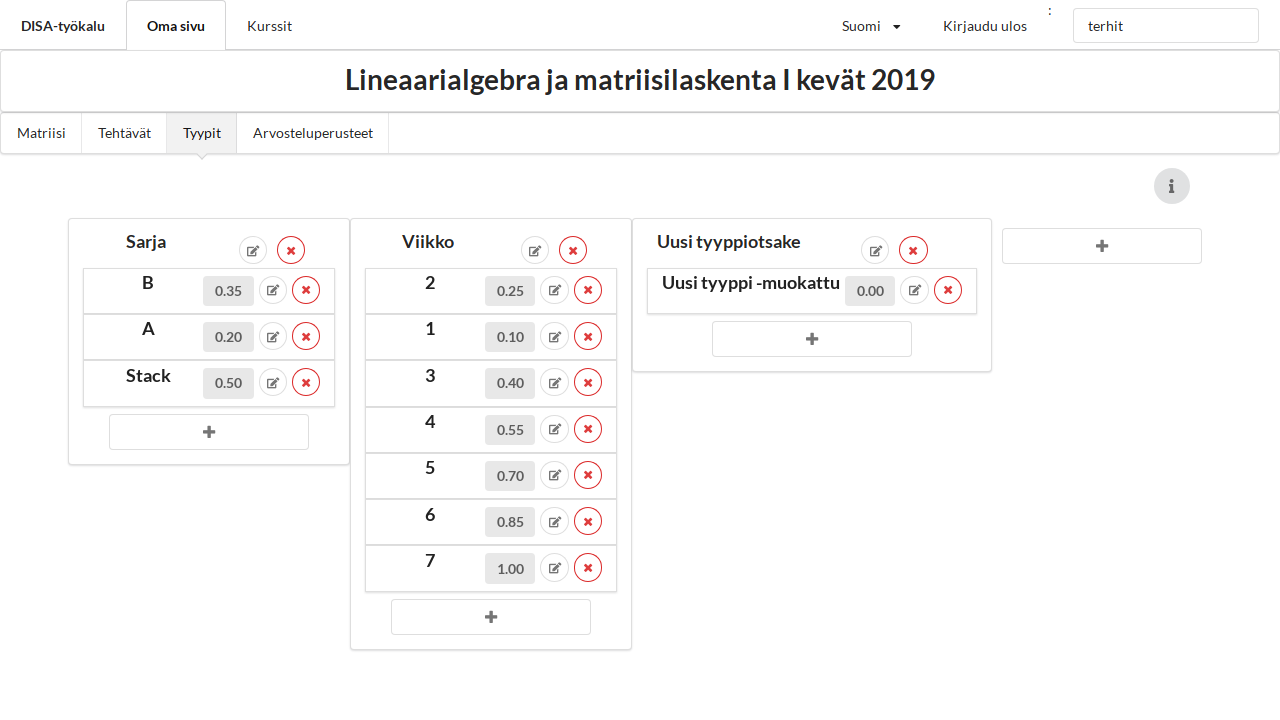 DISA-työkalu Oma sivu Kurssit Suomi Kirjaudu ulos : terhit
Lineaarialgebra ja matriisilaskenta I kevät 2019
Matriisi Tehtävät Tyypit Arvosteluperusteet
Sarja
B 0.35
A 0.20
Stack 0.50
Viikko
2 0.25
1 0.10
3 0.40
4 0.55
5 0.70
6 0.85
7 1.00
Uusi tyyppiotsake
Uusi tyyppi -muokattu 0.00